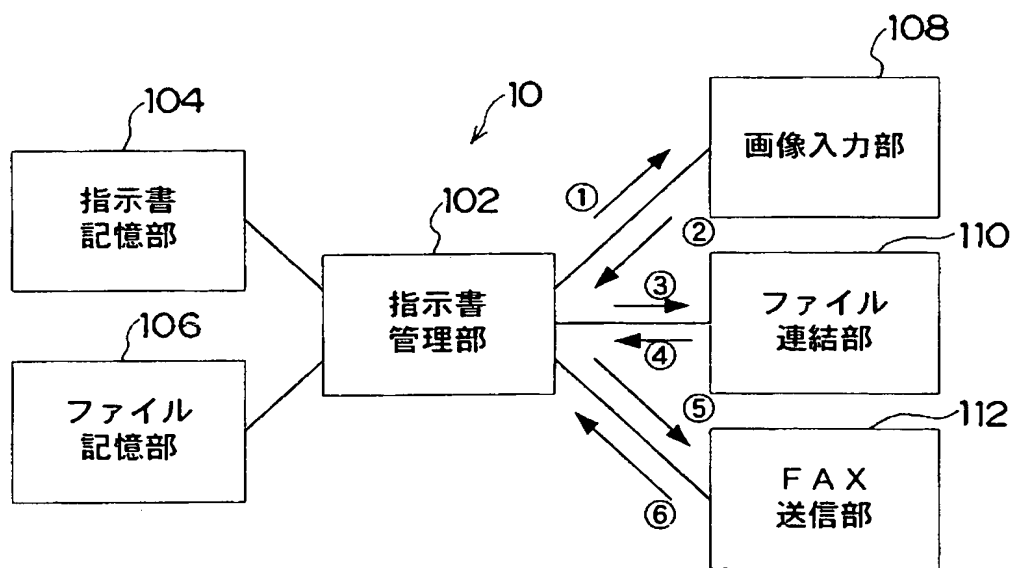 108
10
104
画像入力部
①
指示書
記憶部
102
②
110
指示書
管理部
③
ファイル
連結部
106
④
ファイル
記憶部
⑤
112
FAX
送信部
⑥